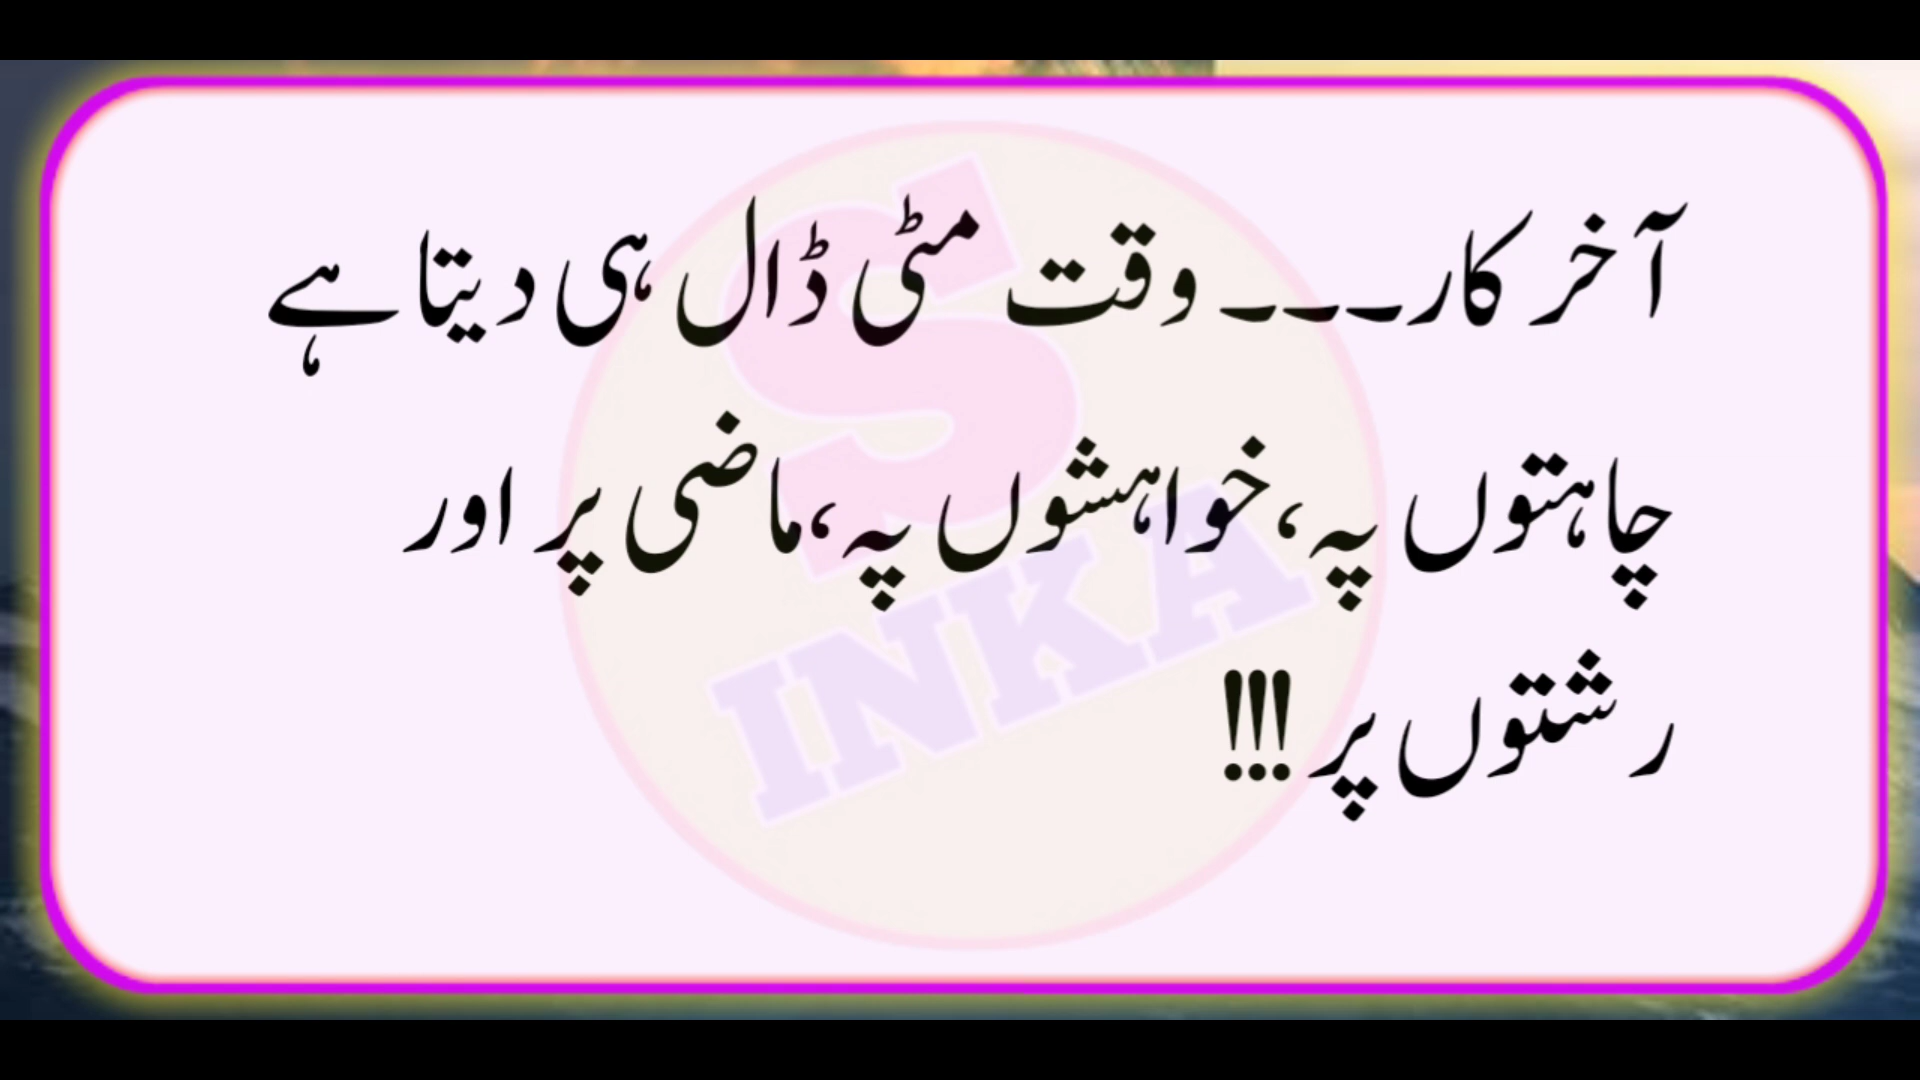 آخر کار۔۔۔ وقت مٹی ڈال ہی دیتا ہے
چاہتوں پہ، خواہشوں پہ، ماضی پر اور
رشتوں پر !!!
S
INKA